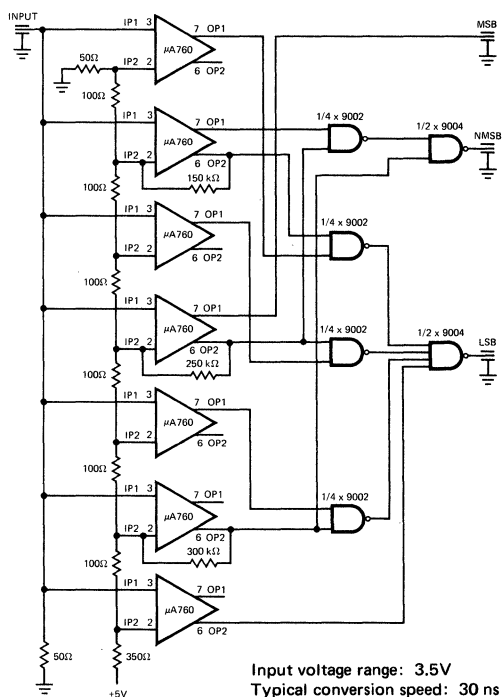 INPUT
MSB
IP1 3
7 OP1
50Ω
µA760
IP2 2
6 OP2
100Ω
1/4 x 9002
1/2 x 9004
IP1 3
7 OP1
NMSB
µA760
IP2 2
6 OP2
150 kΩ
100Ω
1/4 x 9002
IP1 3
7 OP1
µA760
IP2 2
6 OP2
100Ω
1/4 x 9002
1/2 x 9004
IP1 3
7 OP1
LSB
µA760
IP2 2
6 OP2
250 kΩ
100Ω
IP1 3
7 OP1
µA760
IP2 2
6 OP2
100Ω
1/4 x 9002
IP1 3
7 OP1
µA760
IP2 2
6 OP2
300 kΩ
100Ω
IP1 3
7 OP1
µA760
IP2 2
6 OP2
50Ω
350Ω
+5V
Input voltage range: 3.5V
Typical conversion speed: 30 ns